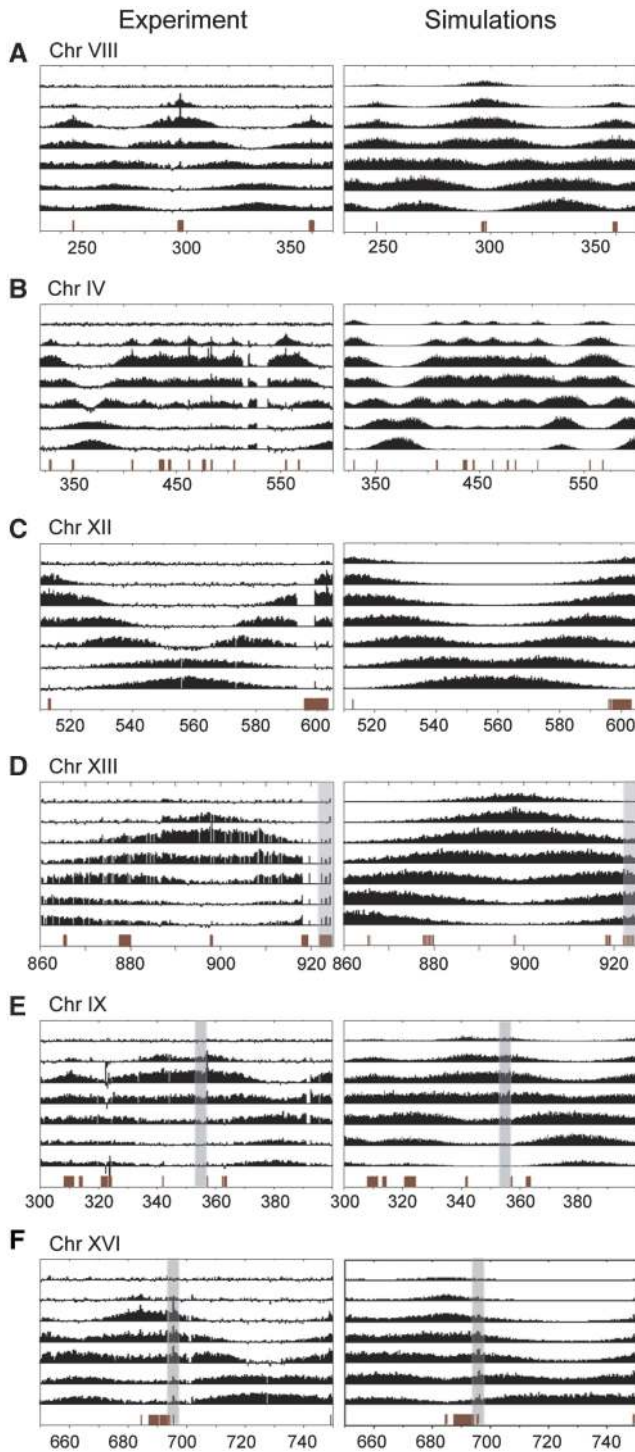 Experiment Simulations
A Chr VIII
250 300 350 250 300 350
B Chr IV
350 450 550 350 450 550
C Chr XII
520 540 560 580 600 520 540 560 580 600
D Chr XIII
860 880 900 920 860 880 900 920
E Chr IX
300 320 340 360 380 300 320 340 360 380
F Chr XVI
660 680 700 720 740 660 680 700 720 740